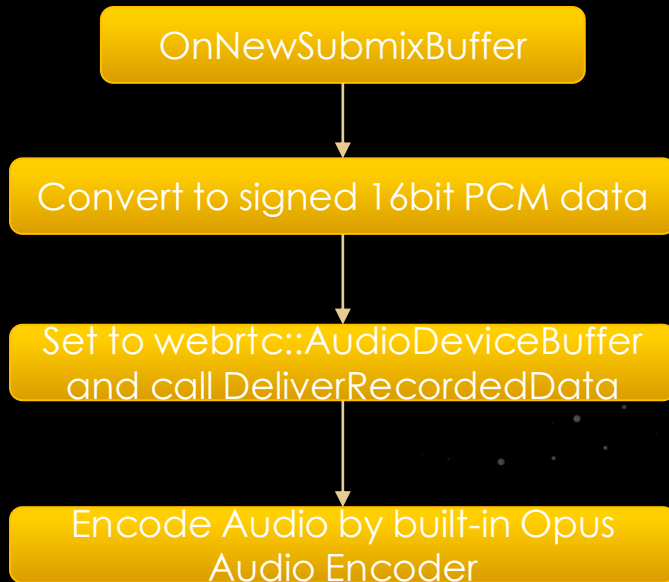 OnNewSubmixBuffer
Convert to signed 16bit PCM data
Set to webrtc::AudioDeviceBuffer
and call DeliverRecordedData
Encode Audio by built-in Opus
Audio Encoder